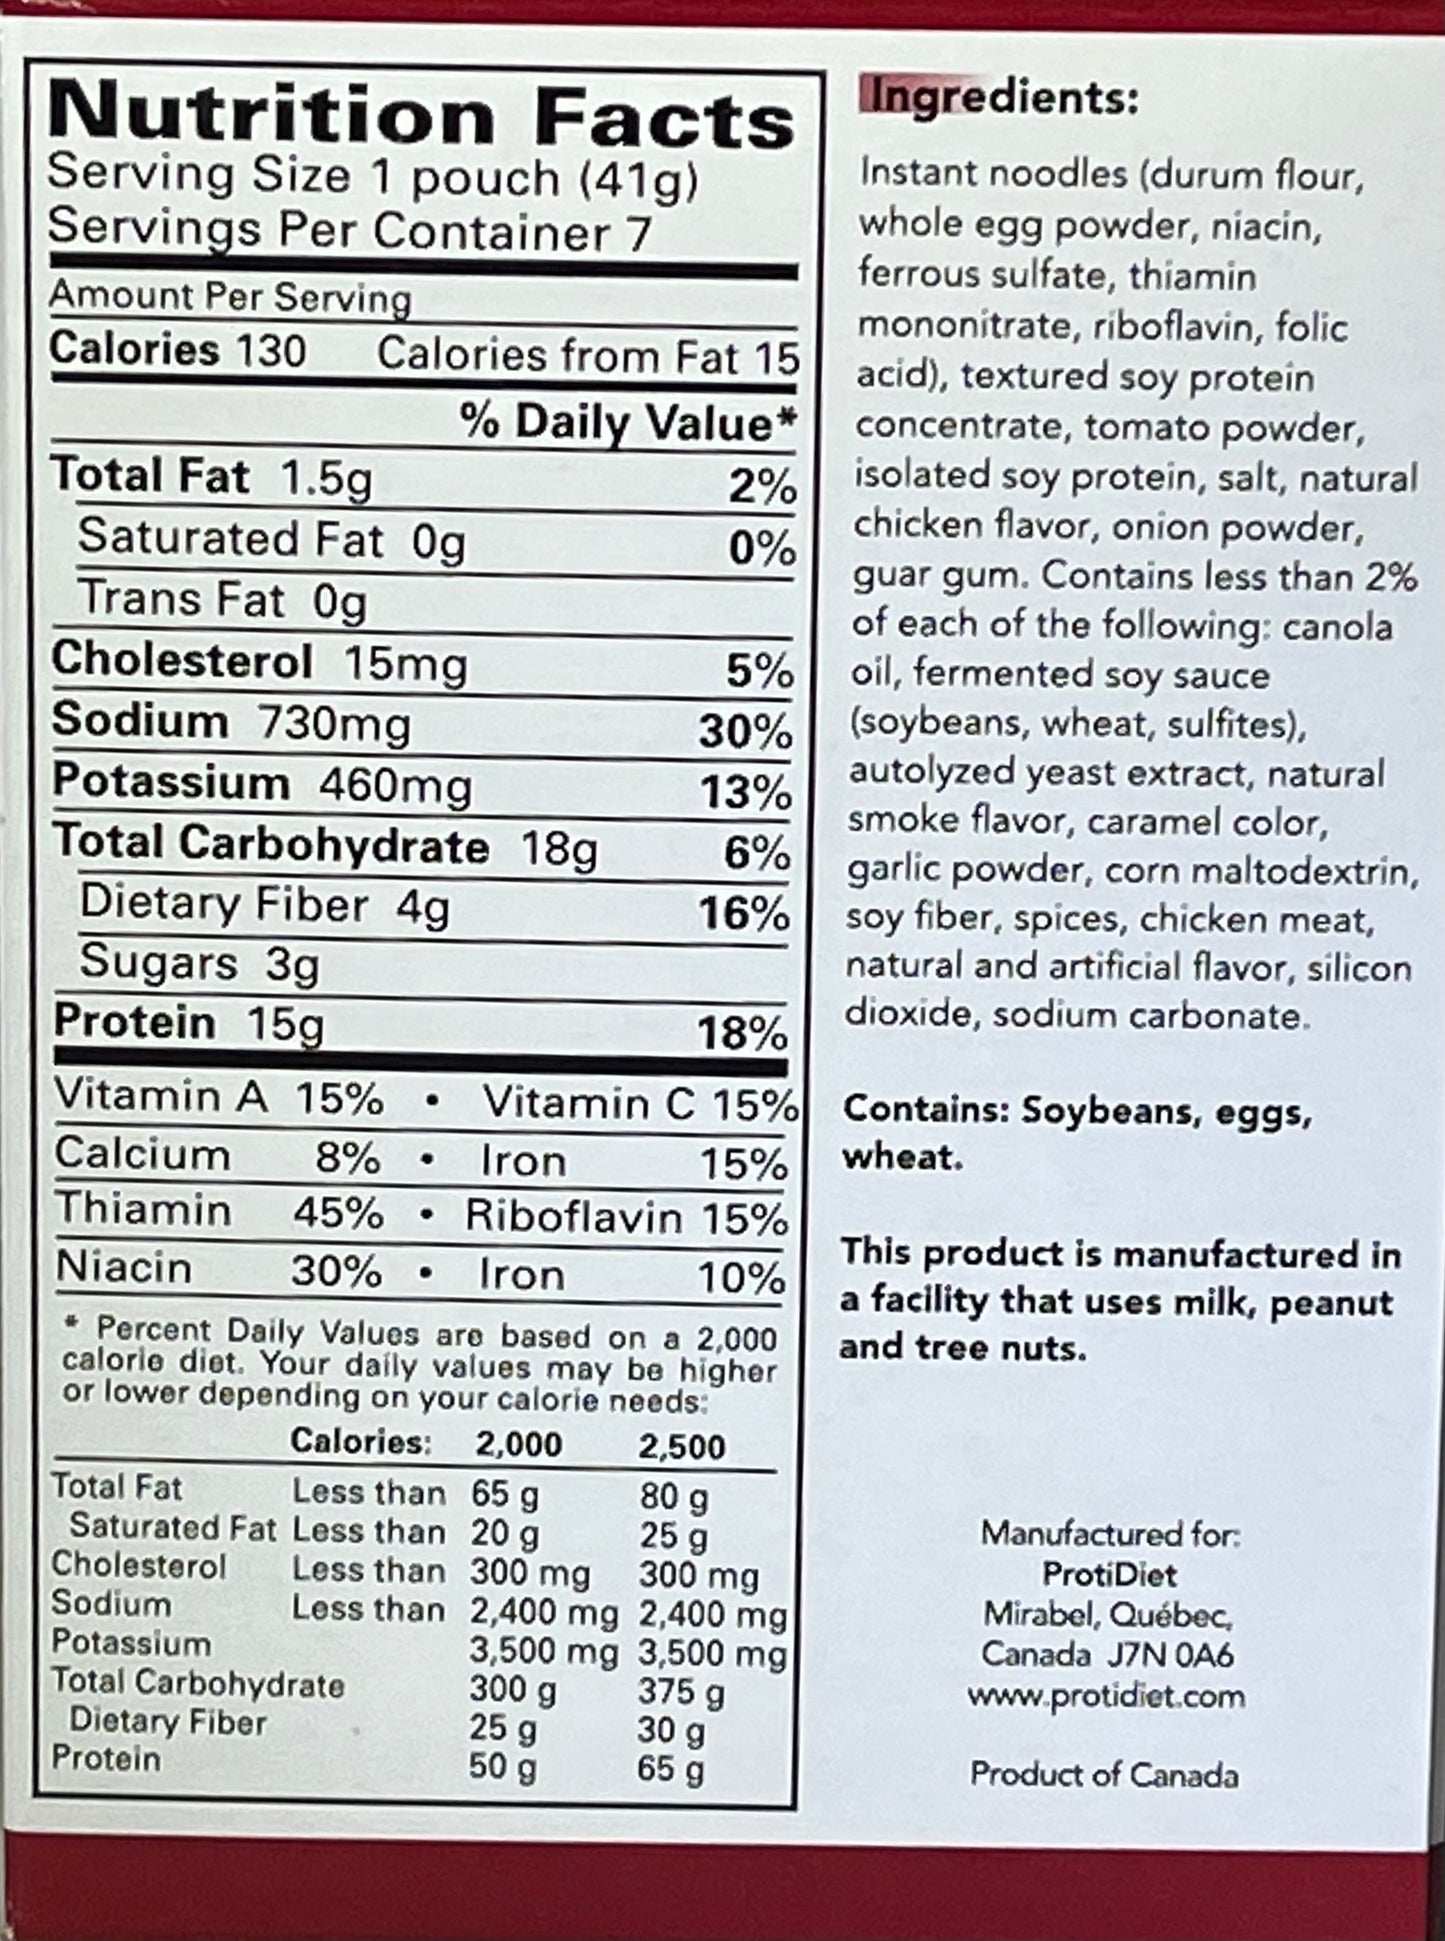 Nutrition Facts
Serving Size 1 pouch (41g)
Servings Per Container 7
Amount Per Serving
Calories 130 Calories from Fat 15
% Daily Value*
Total Fat 1.5g 2%
Saturated Fat 0g 0%
Trans Fat 0g
Cholesterol 15mg 5%
Sodium 730mg 30%
Potassium 460mg 13%
Total Carbohydrate 18g 6%
Dietary Fiber 4g 16%
Sugars 3g
Protein 15g 18%
Vitamin A 15% • Vitamin C 15%
Calcium 8% • Iron 15%
Thiamin 45% • Riboflavin 15%
Niacin 30% • Iron 10%
* Percent Daily Values are based on a 2,000
calorie diet. Your daily values may be higher
or lower depending on your calorie needs:
Calories: 2,000 2,500
Total Fat Less than 65 g 80 g
Saturated Fat Less than 20 g 25 g
Cholesterol Less than 300 mg 300 mg
Sodium Less than 2,400 mg 2,400 mg
Potassium 3,500 mg 3,500 mg
Total Carbohydrate 300 g 375 g
Dietary Fiber 25 g 30 g
Protein 50 g 65 g
Ingredients:
Instant noodles (durum flour,
whole egg powder, niacin,
ferrous sulfate, thiamin
mononitrate, riboflavin, folic
acid), textured soy protein
concentrate, tomato powder,
isolated soy protein, salt, natural
chicken flavor, onion powder,
guar gum. Contains less than 2%
of each of the following: canola
oil, fermented soy sauce
(soybeans, wheat, sulfites),
autolyzed yeast extract, natural
smoke flavor, caramel color,
garlic powder, corn maltodextrin,
soy fiber, spices, chicken meat,
natural and artificial flavor, silicon
dioxide, sodium carbonate.
Contains: Soybeans, eggs,
wheat.
This product is manufactured in
a facility that uses milk, peanut
and tree nuts.
Manufactured for:
ProtiDiet
Mirabel, Québec,
Canada J7N 0A6
www.protidiet.com
Product of Canada